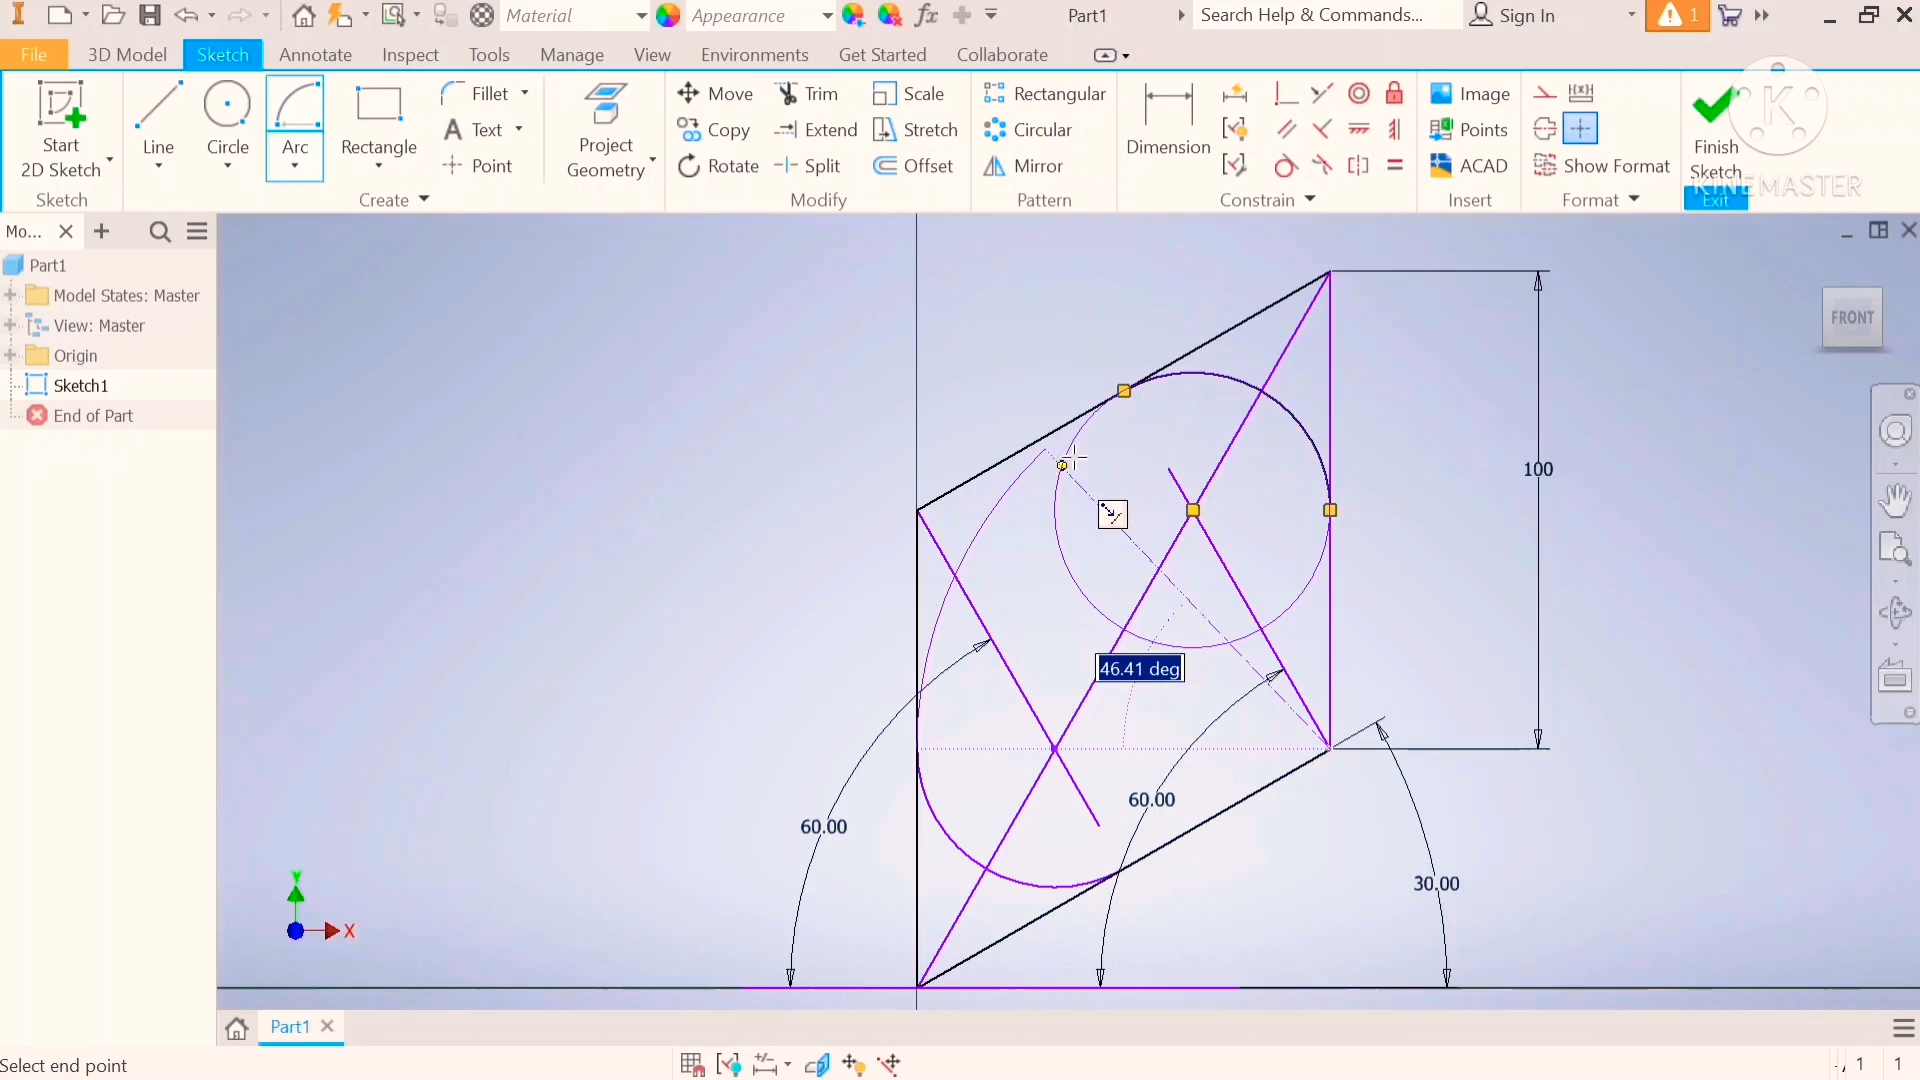 Material
Appearance
fx
Part1
Search Help & Commands...
Sign In
1
File
3D Model
Sketch
Annotate
Inspect
Tools
Manage
View
Environments
Get Started
Collaborate
Start
2D Sketch
Line
Circle
Arc
Rectangle
Fillet
A Text
Point
Project
Geometry
Move
Copy
Rotate
Trim
Extend
Split
Scale
Stretch
Offset
Rectangular
Circular
Mirror
Dimension
Image
Points
ACAD
Show Format
Finish
Sketch
K
KINEMASTER
Sketch
Create
Modify
Pattern
Constrain
Insert
Format
Exit
Mo...
Part1
Model States: Master
View: Master
Origin
Sketch1
End of Part
FRONT
100
46.41 deg
60.00
60.00
30.00
Y
X
Part1
Select end point
1
1